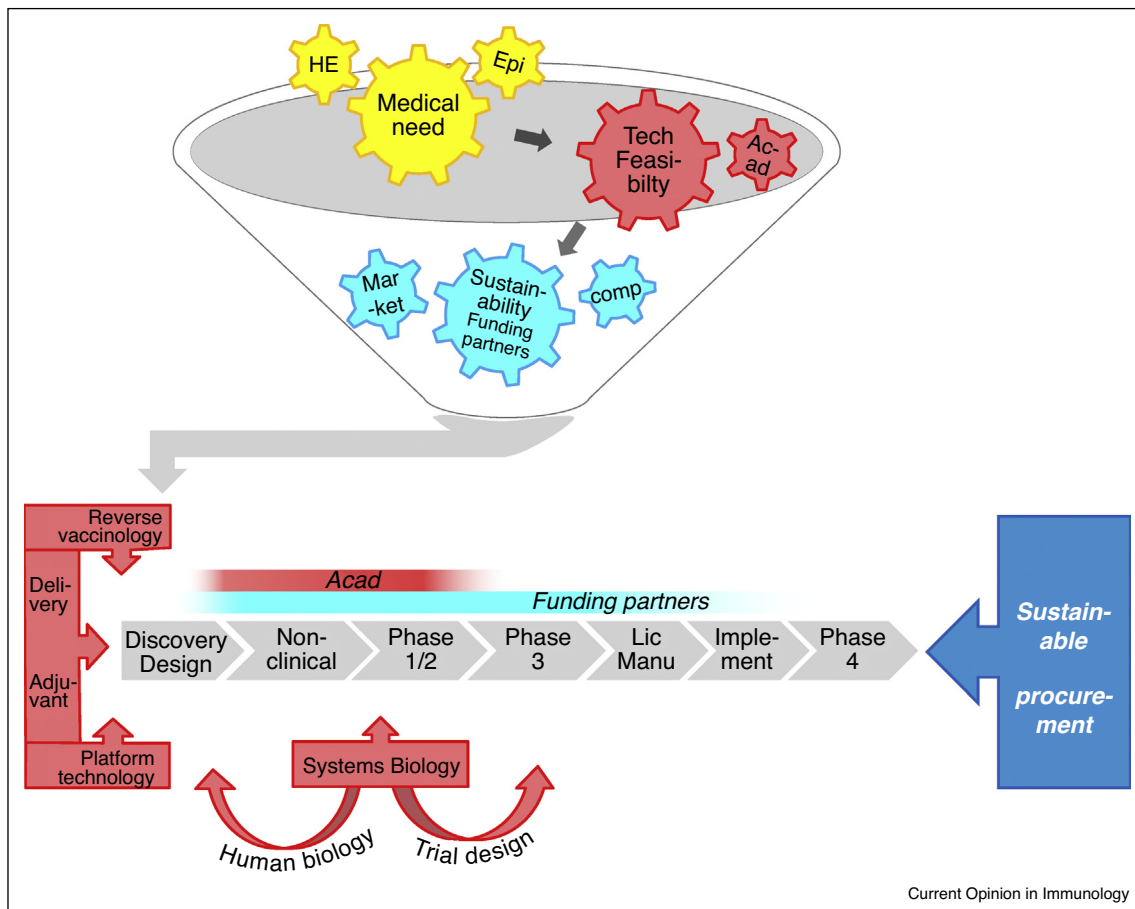 HE
Epi
Medical
need
Tech
Feasi-
bilty
Ac-
ad
Mar
-ket
Sustain-
ability
Funding
partners
comp
Reverse
vaccinology
Deli-
very
Adju-
vant
Platform
technology
Acad
Funding partners
Discovery
Design
Non-
clinical
Phase
1/2
Phase
3
Lic
Manu
Imple-
ment
Phase
4
Sustain-
able
procure-
ment
Systems Biology
Human biology
Trial design
Current Opinion in Immunology